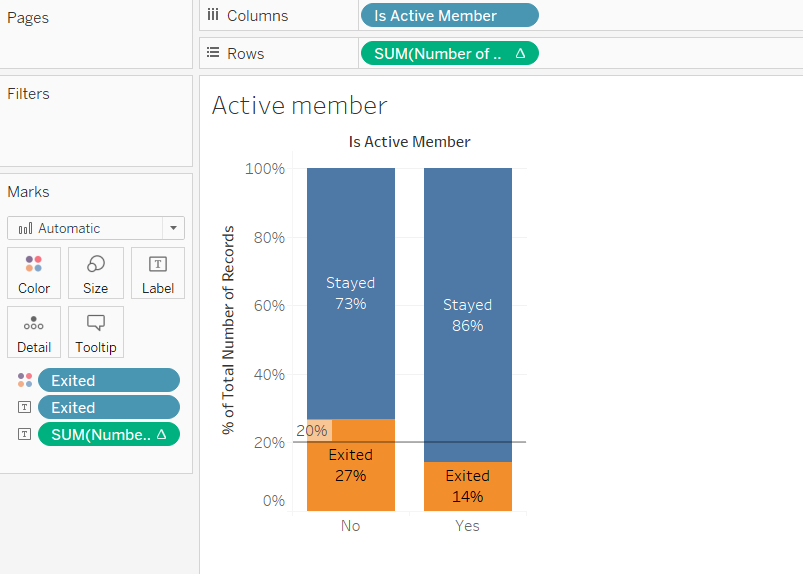 Pages
Columns
Is Active Member
Rows
SUM(Number of ..
Δ
Filters
Marks
Automatic
Color
Size
T
Label
Detail
Tooltip
Exited
T
Exited
T
SUM(Numbe..
Δ
Active member
Is Active Member
% of Total Number of Records
100%
80%
60%
40%
20%
0%
Stayed
73%
Stayed
86%
20%
Exited
27%
Exited
14%
No
Yes